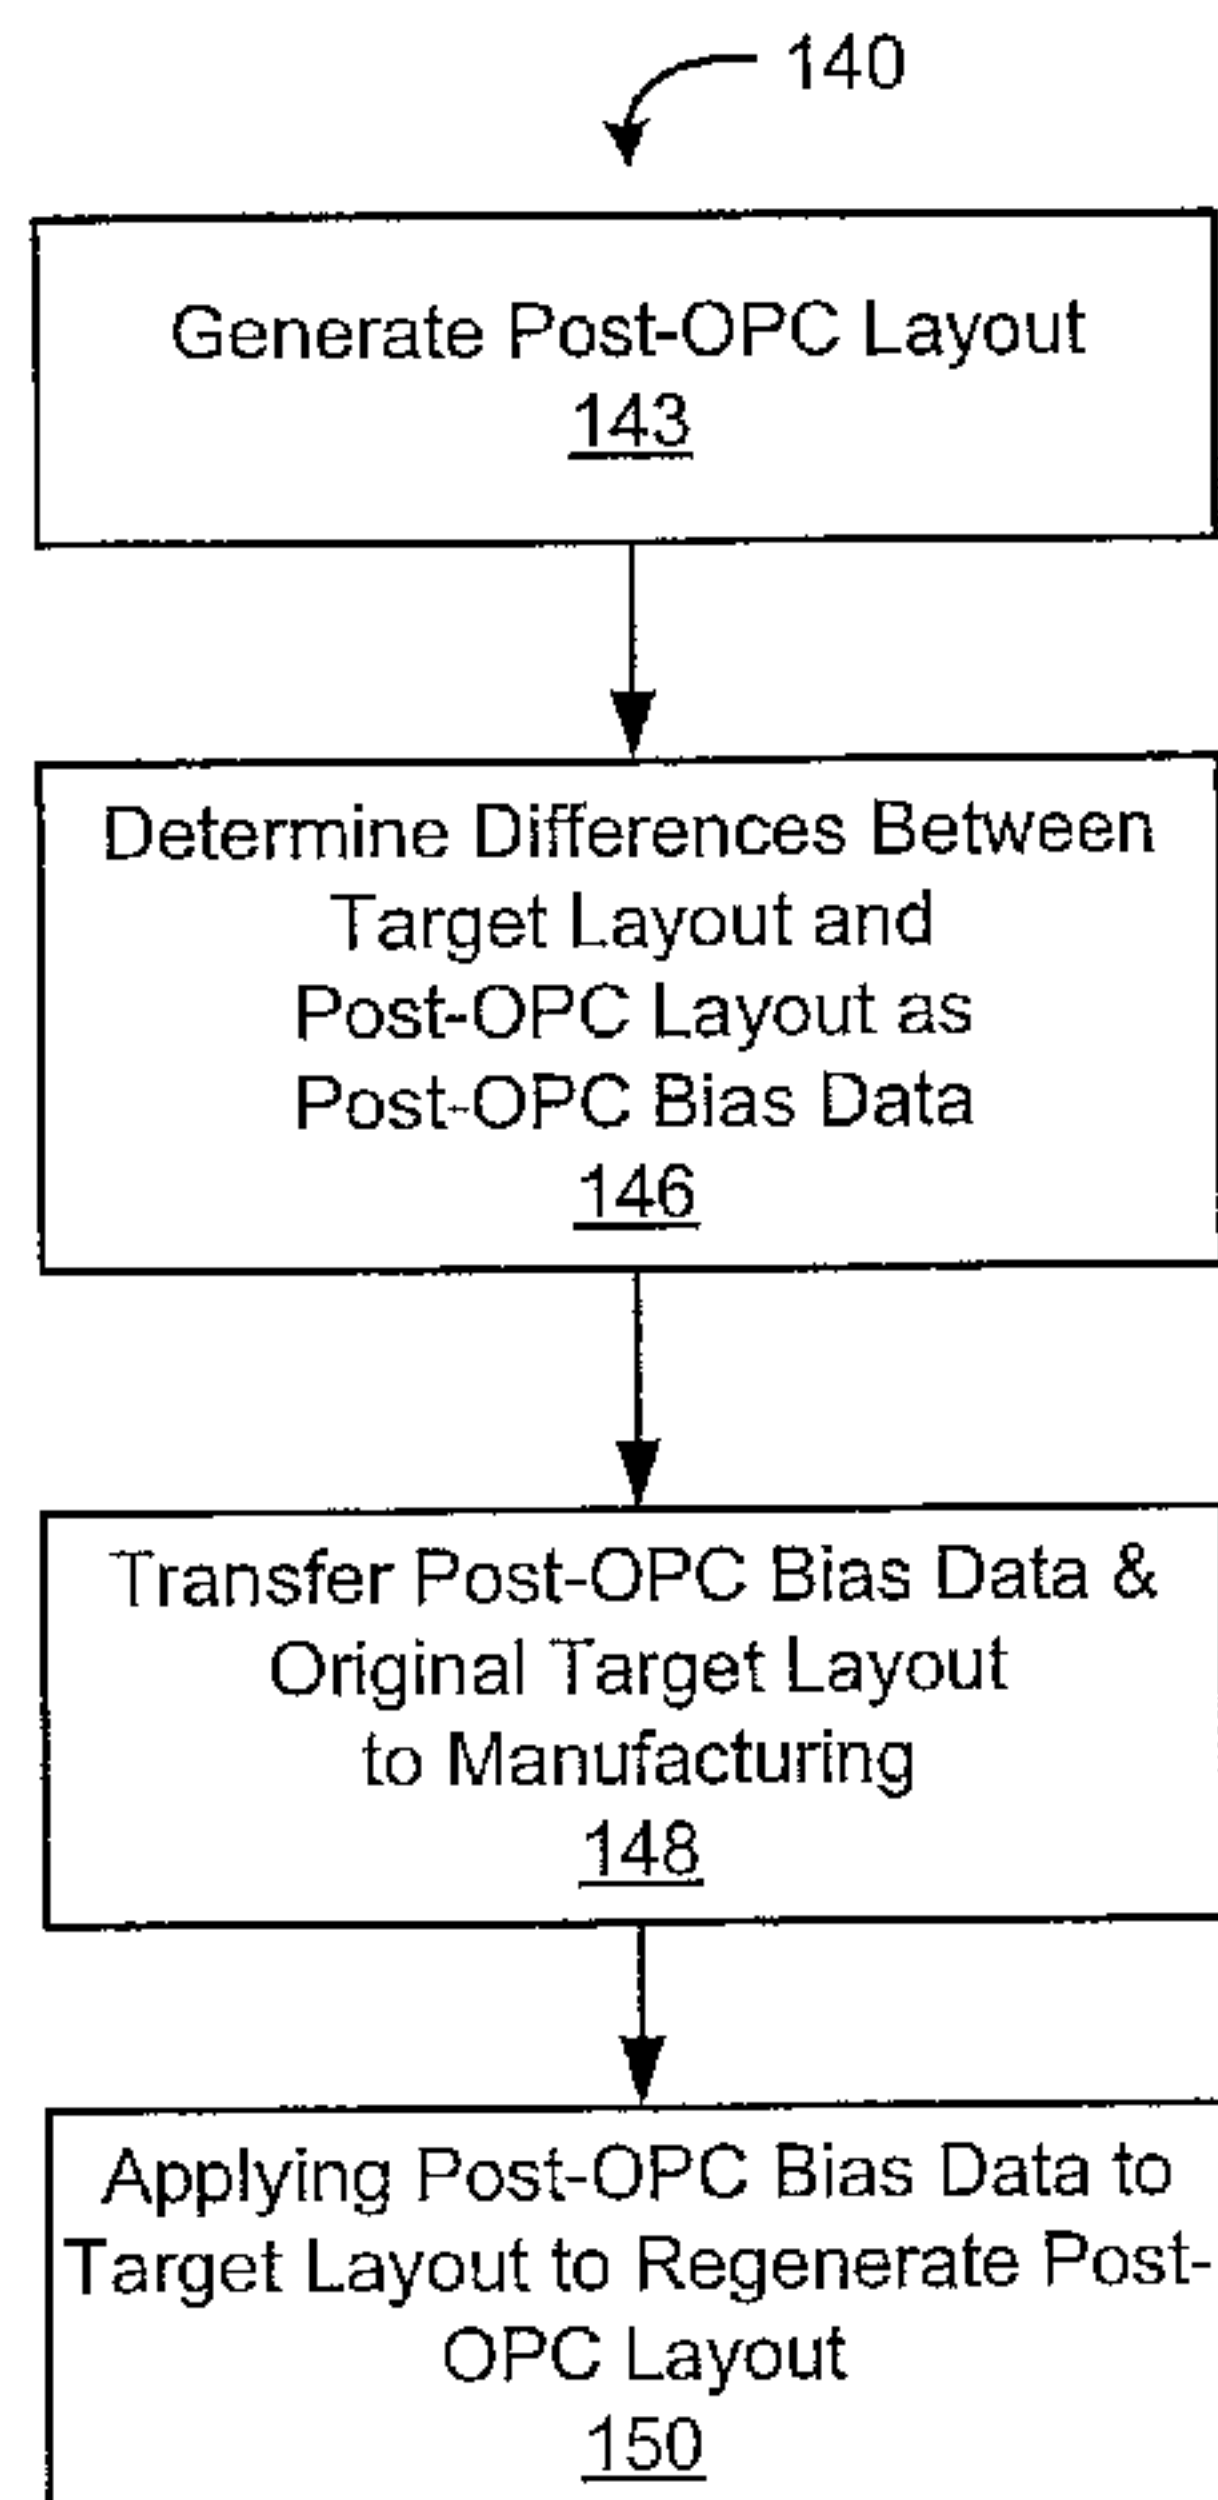 140
Generate Post-OPC Layout
143
Determine Differences Between
Target Layout and
Post-OPC Layout as
Post-OPC Bias Data
146
Transfer Post-OPC Bias Data &
Original Target Layout
to Manufacturing
148
Applying Post-OPC Bias Data to
Target Layout to Regenerate Post-
OPC Layout
150